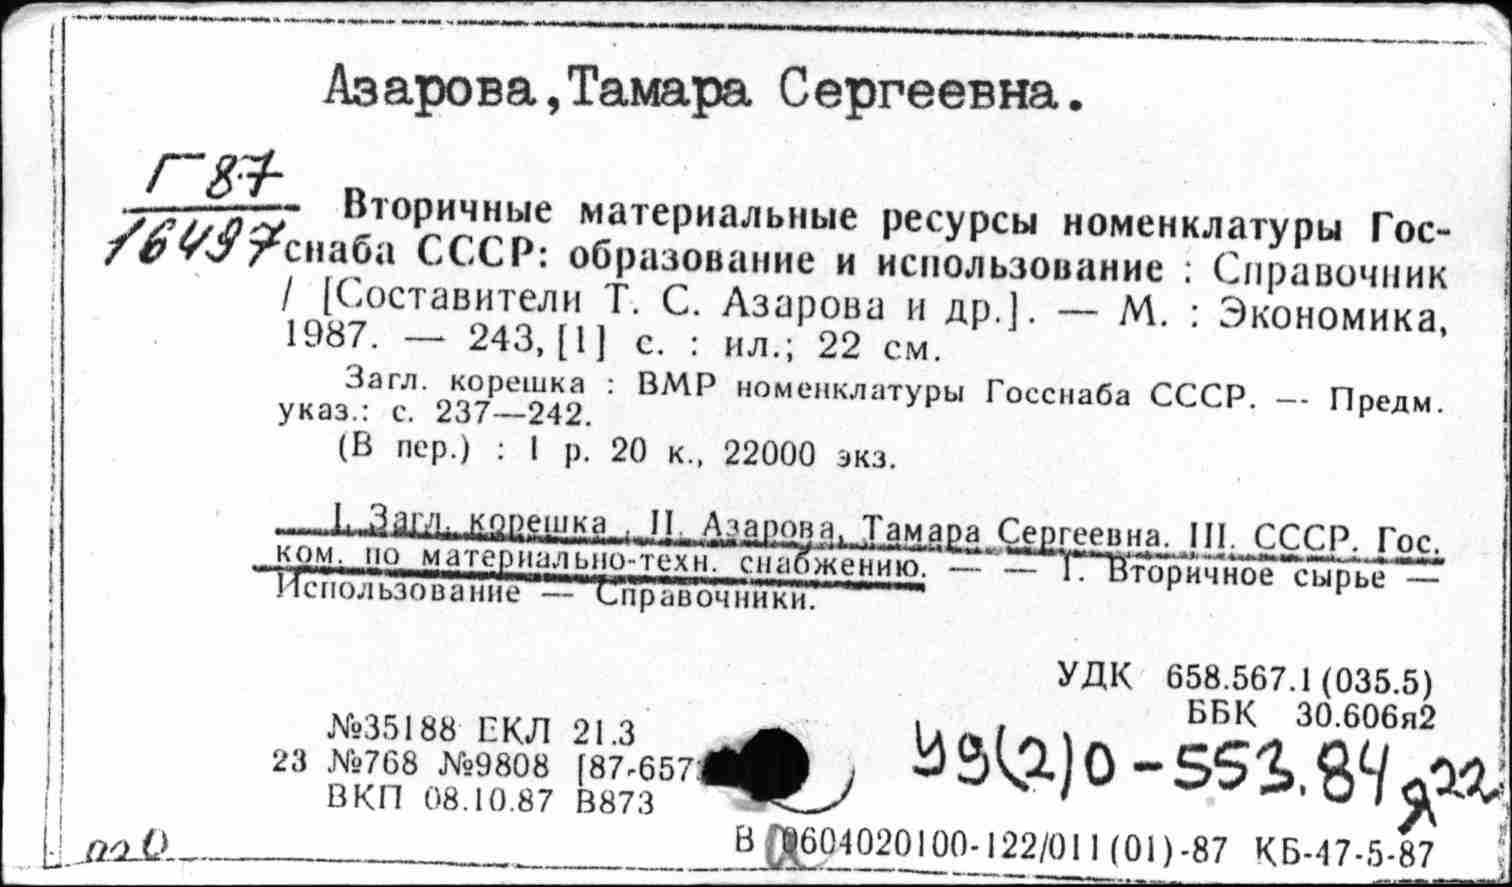 Азарова,Тамара Сергеевна.
Г 87
16497
Вторичные материальные ресурсы номенклатуры Гос-
снаба СССР: образование и использование : Справочник
/ [Составители Т. С. Азарова и др.]. — М. : Экономика,
1987. — 243, [1] с. : ил.; 22 см.
Загл. корешка : ВМР номенклатуры Госснаба СССР. — Предм.
указ.: с. 237—242.
(В пер.) : 1 р. 20 к., 22000 экз.
I. Загл. корешка . II. Азарова, Тамара Сергеевна. III. СССР. Гос.
ком. по материально-техн. снабжению. — — 1. Вторичное сырье —
Использование — Справочники.
УДК 658.567.1(035.5)
ББК 30.606я2
№35188 ЕКЛ 21.3
У9(2)0-553.84я22
23 №768 №9808 [87-657
ВКП 08.10.87 В873
В 0604020100-122/011(01)-87 КБ-47-5-87